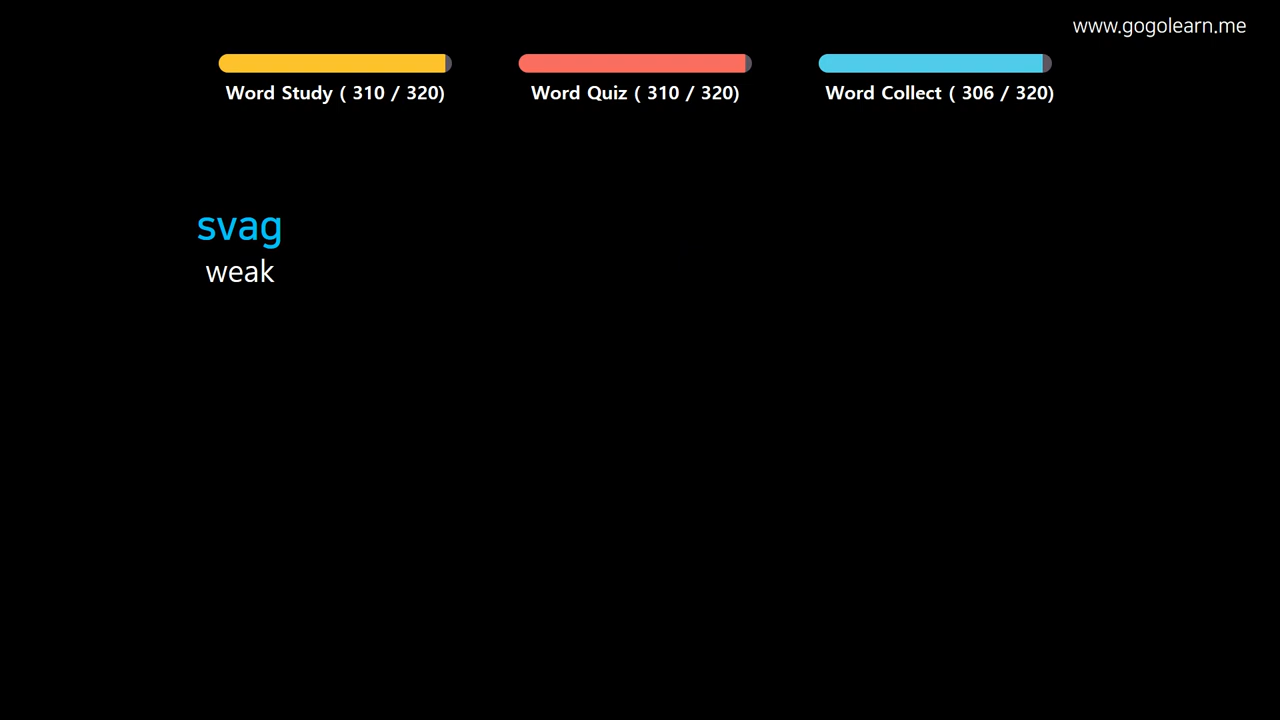 www.gogolearn.me
Word Study ( 310 / 320)
Word Quiz ( 310 / 320)
Word Collect ( 306 / 320)
svag
weak